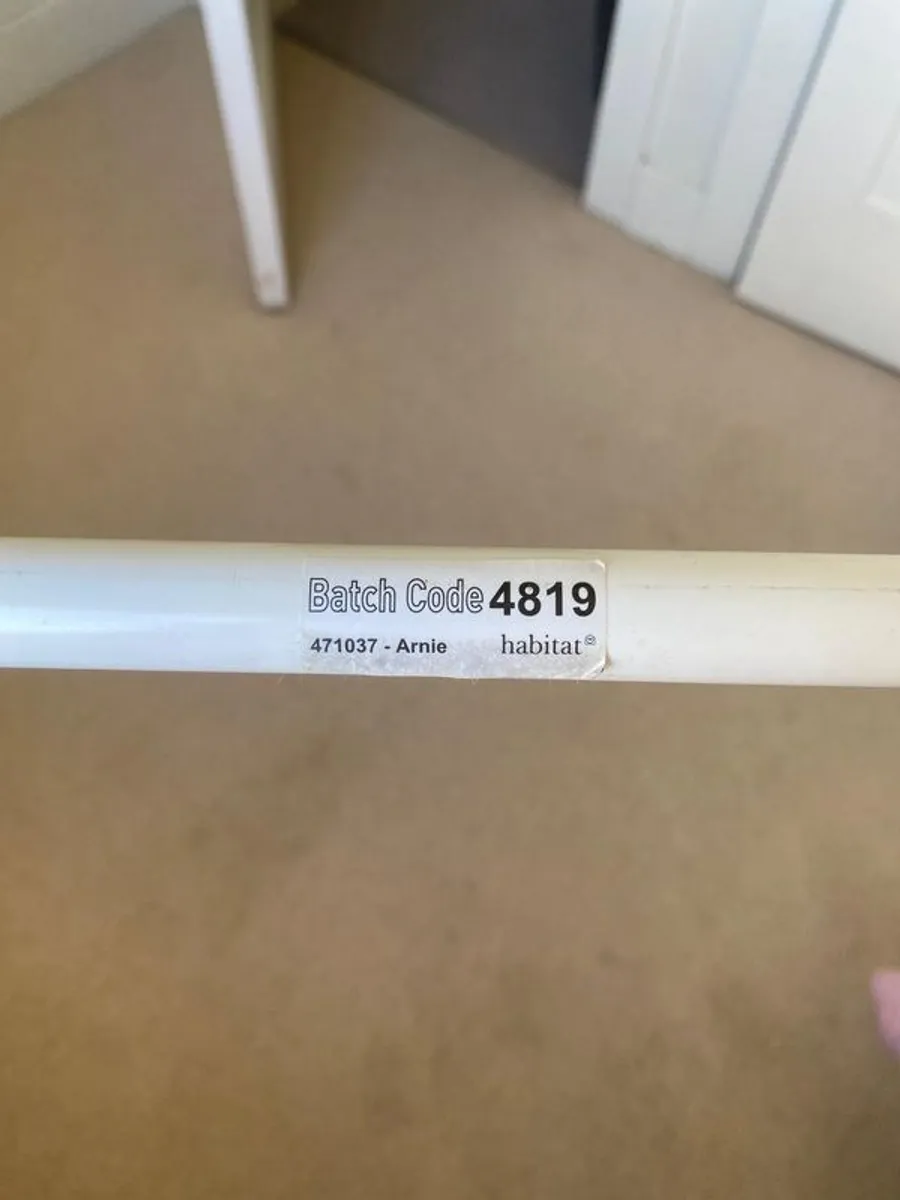 Batch Code 4819
471037 - Arnie habitat